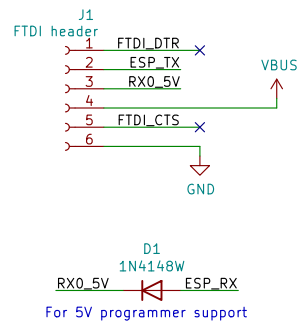 J1
FTDI header
1 FTDI_DTR
2 ESP_TX
3 RX0_5V
4
VBUS
5 FTDI_CTS
6
GND
D1
1N4148W
RX0_5V ESP_RX
For 5V programmer support